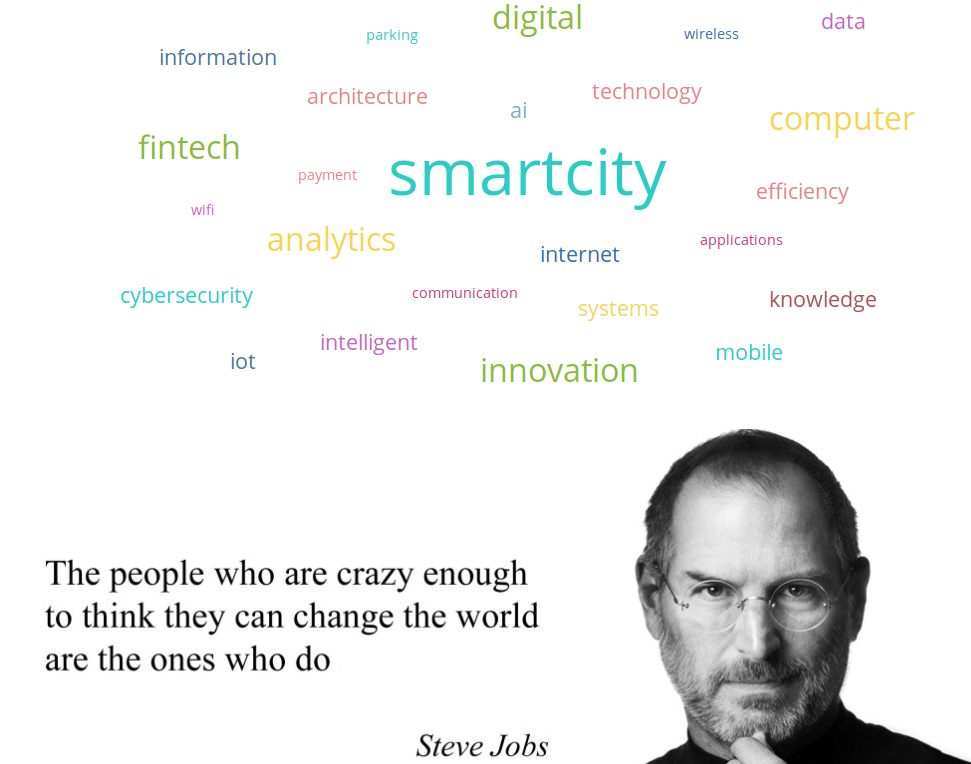 digital
data
parking
wireless
information
technology
architecture
ai
computer
fintech
smartcity
payment
efficiency
wifi
analytics
applications
internet
communication
cybersecurity
knowledge
systems
intelligent
mobile
iot
innovation
The people who are crazy enough
to think they can change the world
are the ones who do
Steve Jobs